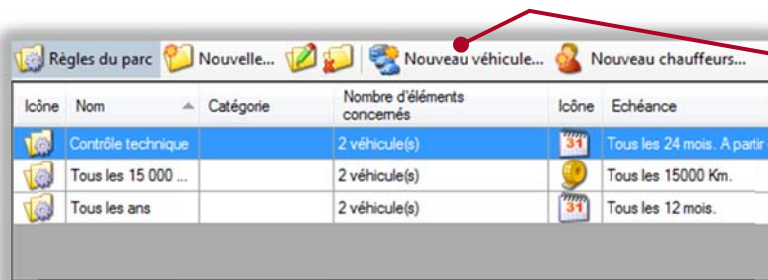 Règles du parc Nouvelle... Nouveau véhicule... Nouveau chauffeurs...
Icône Nom Catégorie Nombre d'éléments concernés Icône Echéance
Contrôle technique 2 véhicule(s) 31 Tous les 24 mois. A partir
Tous les 15 000 ... 2 véhicule(s) Tous les 15000 Km.
Tous les ans 2 véhicule(s) 31 Tous les 12 mois.